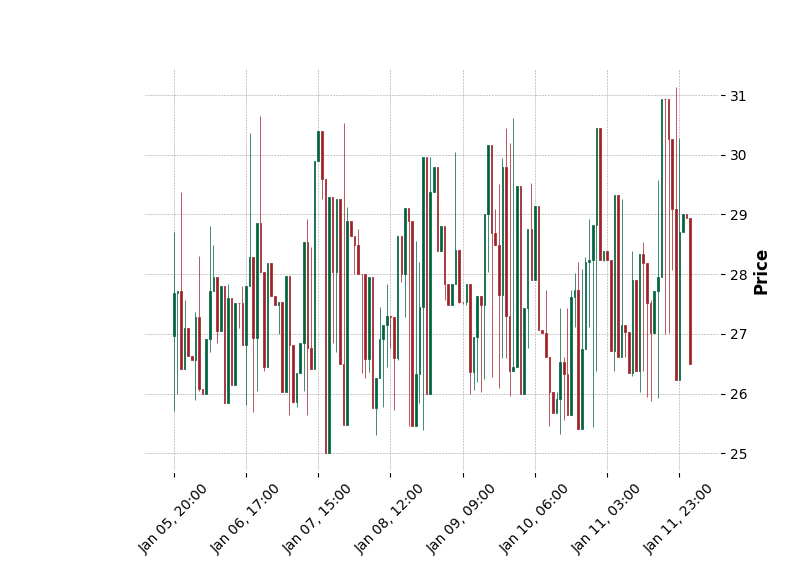 31
30
29
28
27
26
25
Price
Jan 05, 20:00
Jan 06, 17:00
Jan 07, 15:00
Jan 08, 12:00
Jan 09, 09:00
Jan 10, 06:00
Jan 11, 03:00
Jan 11, 23:00